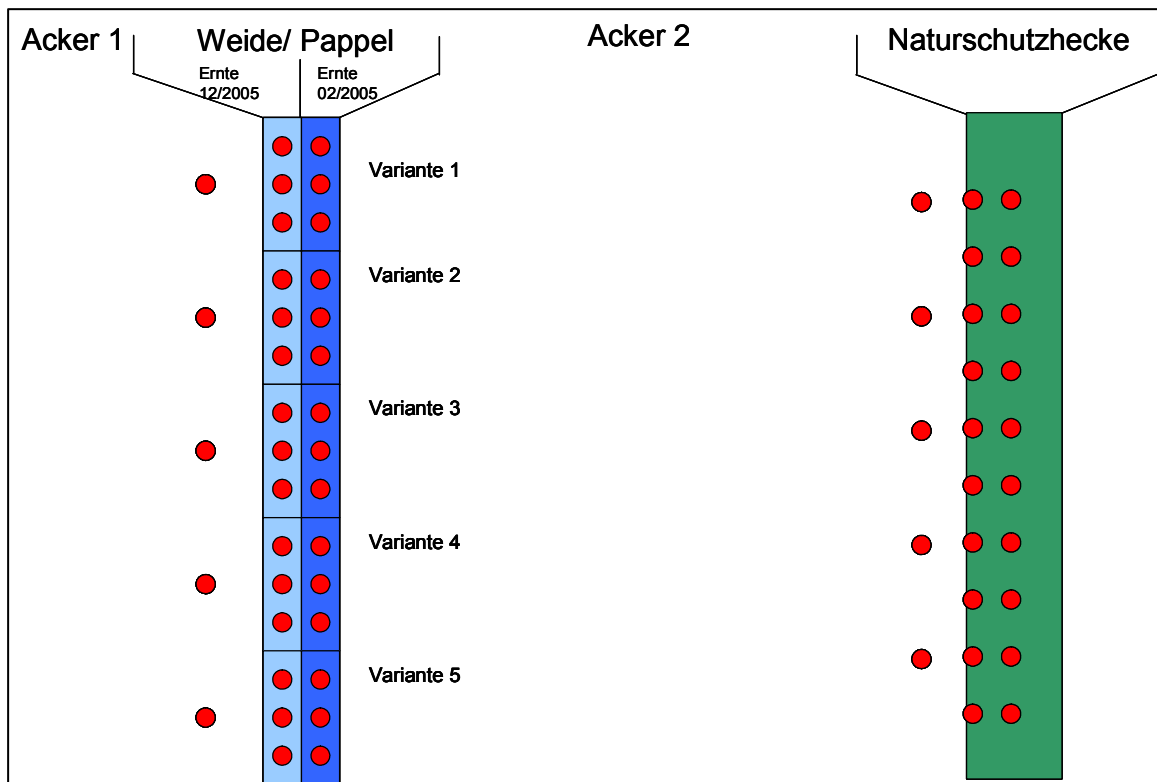 Acker 1
Weide/ Pappel
Acker 2
Naturschutzhecke
Ernte
12/2005
Ernte
02/2005
Variante 1
Variante 2
Variante 3
Variante 4
Variante 5